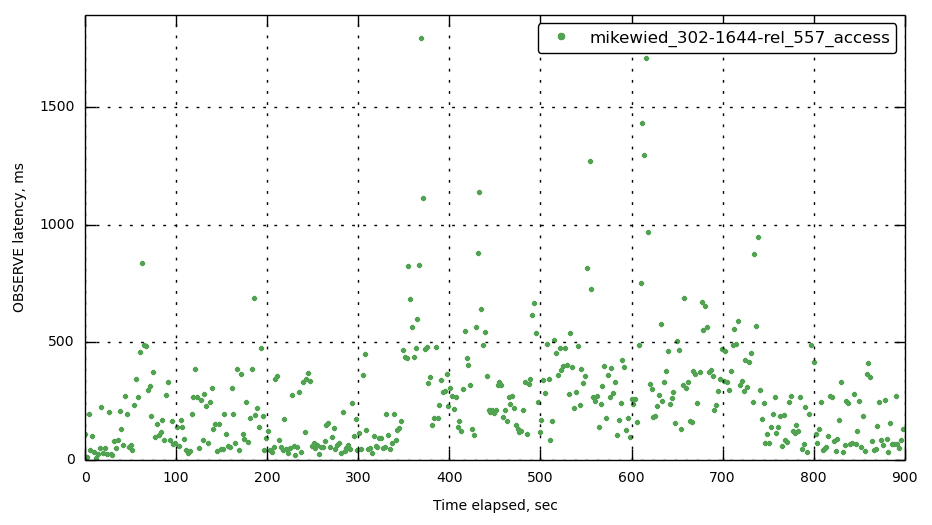 mikewied_302-1644-rel_557_access
OBSERVE latency, ms
1500
1000
500
0
0 100 200 300 400 500 600 700 800 900
Time elapsed, sec